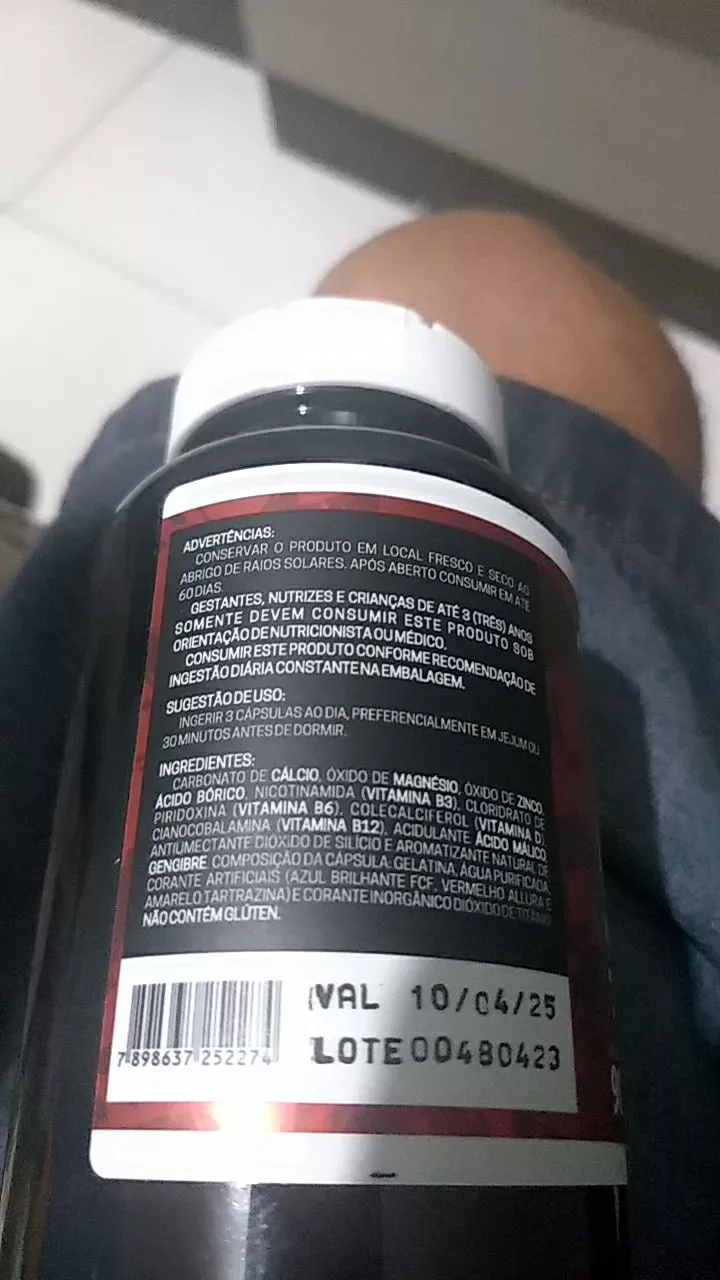 ADVERTÊNCIAS:
CONSERVAR O PRODUTO EM LOCAL FRESCO E SECO AO
ABRIGO DE RAIOS SOLARES. APÓS ABERTO CONSUMIR EM ATÉ
60 DIAS.
GESTANTES, NUTRIZES E CRIANÇAS DE ATÉ 3 (TRÊS) ANOS
SOMENTE DEVEM CONSUMIR ESTE PRODUTO SOB
ORIENTAÇÃO DE NUTRICIONISTA OU MÉDICO.
CONSUMIR ESTE PRODUTO CONFORME RECOMENDAÇÃO DE
INGESTÃO DIÁRIA CONSTANTE NA EMBALAGEM.
SUGESTÃO DE USO:
INGERIR 3 CÁPSULAS AO DIA, PREFERENCIALMENTE EM JEJUM OU
30 MINUTOS ANTES DE DORMIR.
INGREDIENTES:
CARBONATO DE CÁLCIO, ÓXIDO DE MAGNÉSIO, ÓXIDO DE ZINCO,
ÁCIDO BÓRICO, NICOTINAMIDA (VITAMINA B3), CLORIDRATO DE
PIRIDOXINA (VITAMINA B6), COLECALCIFEROL (VITAMINA D),
CIANOCOBALAMINA (VITAMINA B12), ACIDULANTE ÁCIDO MÁLICO,
ANTIUMECTANTE DIÓXIDO DE SILÍCIO E AROMATIZANTE NATURAL DE
GENGIBRE. COMPOSIÇÃO DA CÁPSULA: GELATINA, ÁGUA PURIFICADA,
CORANTE ARTIFICIAIS (AZUL BRILHANTE FCF, VERMELHO ALLURA E
AMARELO TARTRAZINA) E CORANTE INORGÂNICO DIÓXIDO DE TITÂNIO.
NÃO CONTÉM GLÚTEN.
VAL 10/04/25
LOTE 00480423
7 898637 252274